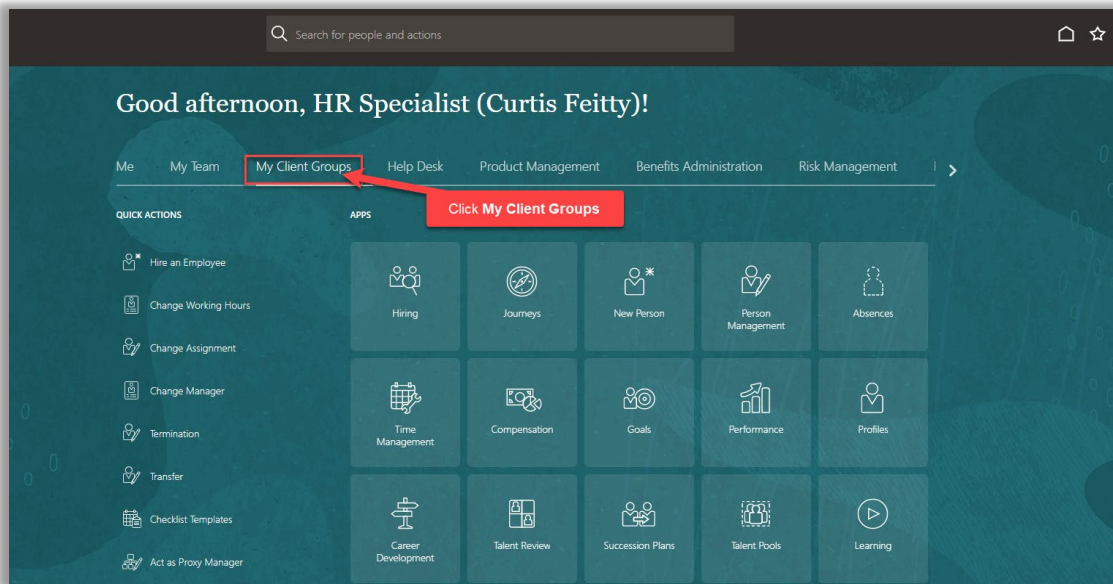 Search for people and actions
Good afternoon, HR Specialist (Curtis Feitty)!
Me My Team My Client Groups Help Desk Product Management Benefits Administration Risk Management
Click My Client Groups
QUICK ACTIONS
Hire an Employee
Change Working Hours
Change Assignment
Change Manager
Termination
Transfer
Checklist Templates
Act as Proxy Manager
APPS
Hiring
Journeys
New Person
Person
Management
Absences
Time
Management
Compensation
Goals
Performance
Profiles
Career
Development
Talent Review
Succession Plans
Talent Pools
Learning